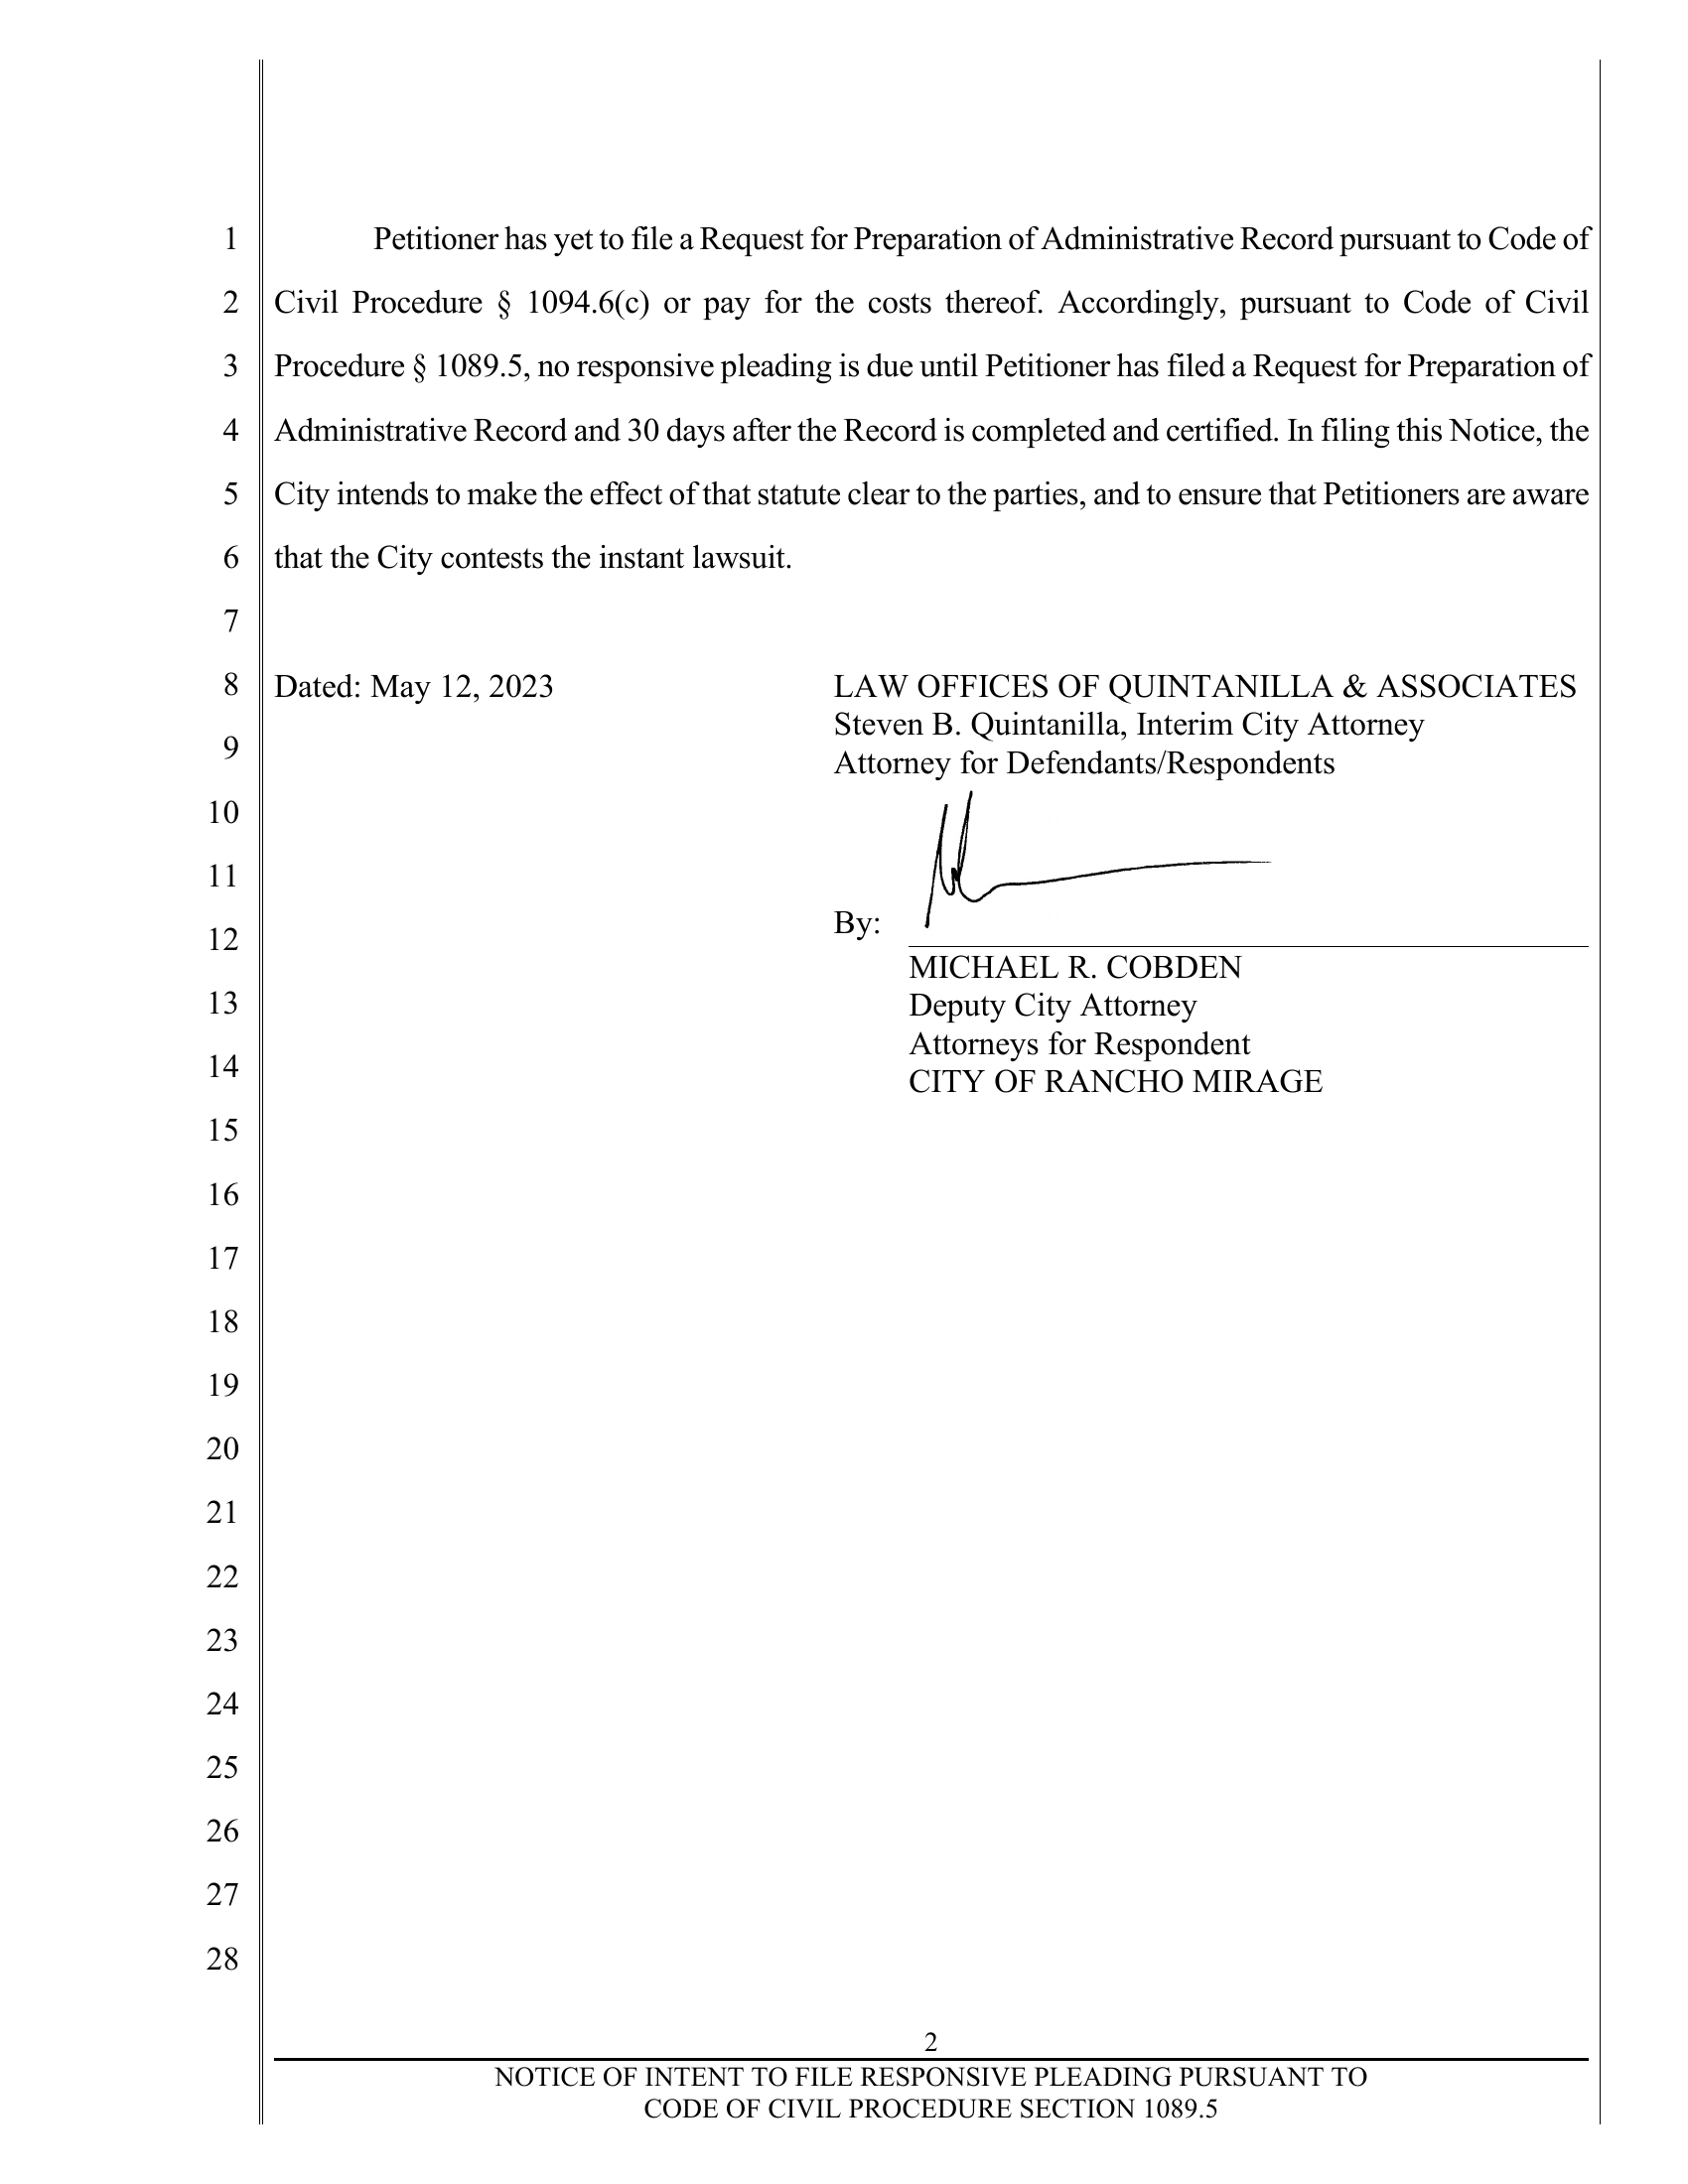 1 Petitioner has yet to file a Request for Preparation of Administrative Record pursuant to Code of
2 Civil Procedure § 1094.6(c) or pay for the costs thereof. Accordingly, pursuant to Code of Civil
3 Procedure § 1089.5, no responsive pleading is due until Petitioner has filed a Request for Preparation of
4 Administrative Record and 30 days after the Record is completed and certified. In filing this Notice, the
5 City intends to make the effect of that statute clear to the parties, and to ensure that Petitioners are aware
6 that the City contests the instant lawsuit.
7
8 Dated: May 12, 2023 LAW OFFICES OF QUINTANILLA & ASSOCIATES
Steven B. Quintanilla, Interim City Attorney
9
Attorney for Defendants/Respondents
10
11
By:
12
MICHAEL R. COBDEN
13 Deputy City Attorney
Attorneys for Respondent
14
CITY OF RANCHO MIRAGE
15
16
17
18
19
20
21
22
23
24
25
26
27
28
2
NOTICE OF INTENT TO FILE RESPONSIVE PLEADING PURSUANT TO
CODE OF CIVIL PROCEDURE SECTION 1089.5